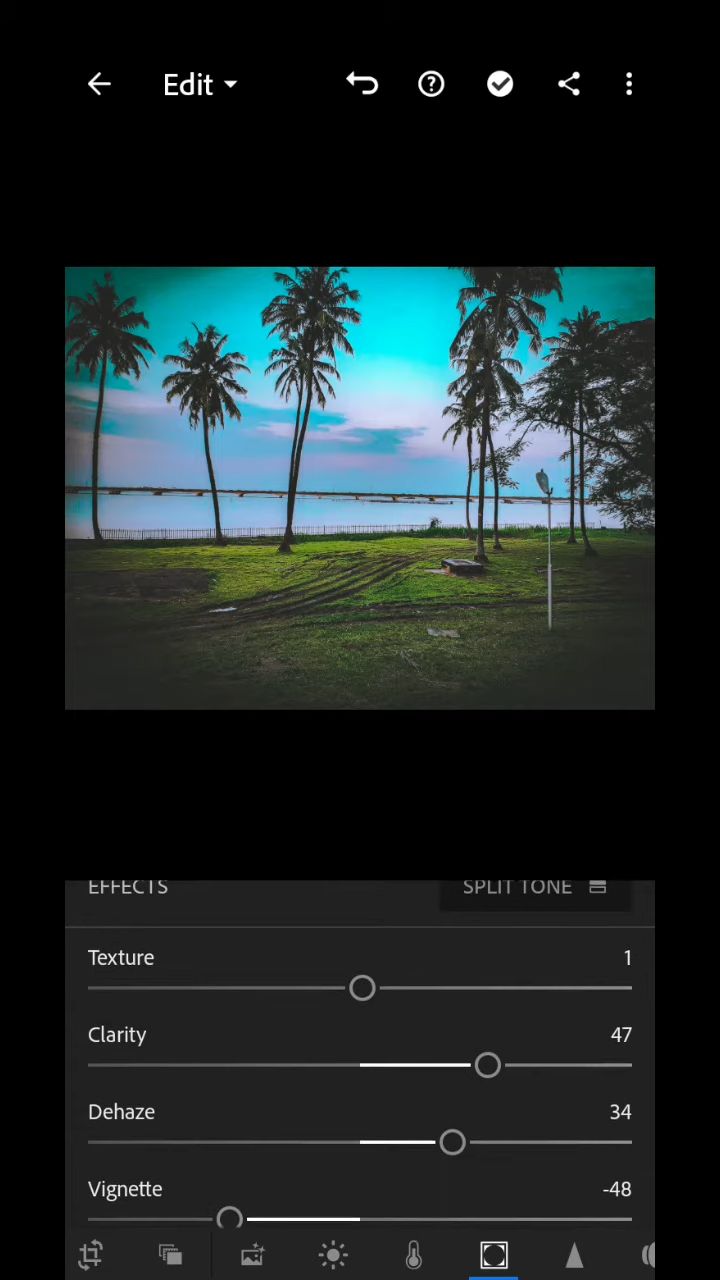 Edit
EFFECTS
SPLIT TONE
Texture 1
Clarity 47
Dehaze 34
Vignette -48